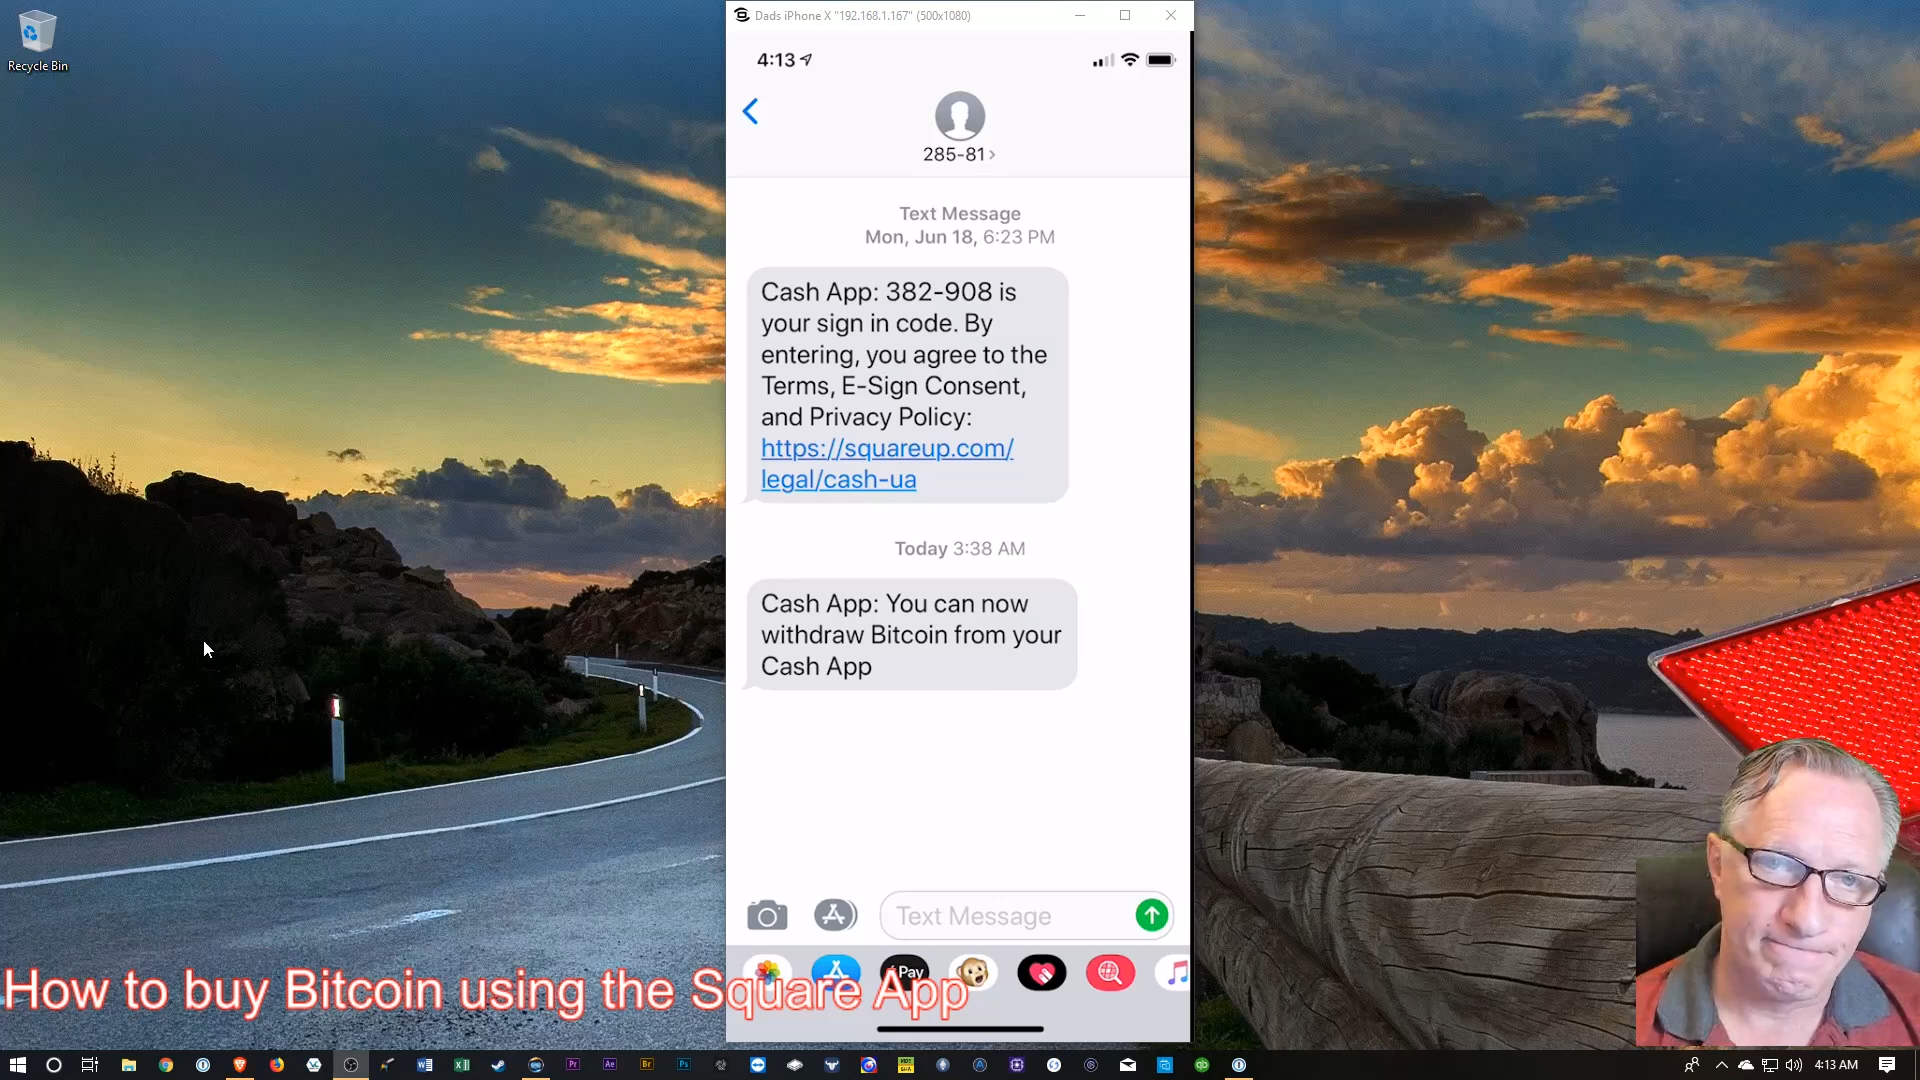 Recycle Bin
Dads iPhone X "192.168.1.167" (500x1080)
4:13
285-81
Text Message
Mon, Jun 18, 6:23 PM
Cash App: 382-908 is
your sign in code. By
entering, you agree to the
Terms, E-Sign Consent,
and Privacy Policy:
https://squareup.com/
legal/cash-ua
Today 3:38 AM
Cash App: You can now
withdraw Bitcoin from your
Cash App
Text Message
Pay
How to buy Bitcoin using the Square App
Pr
Ae
Br
Ps
4:13 AM